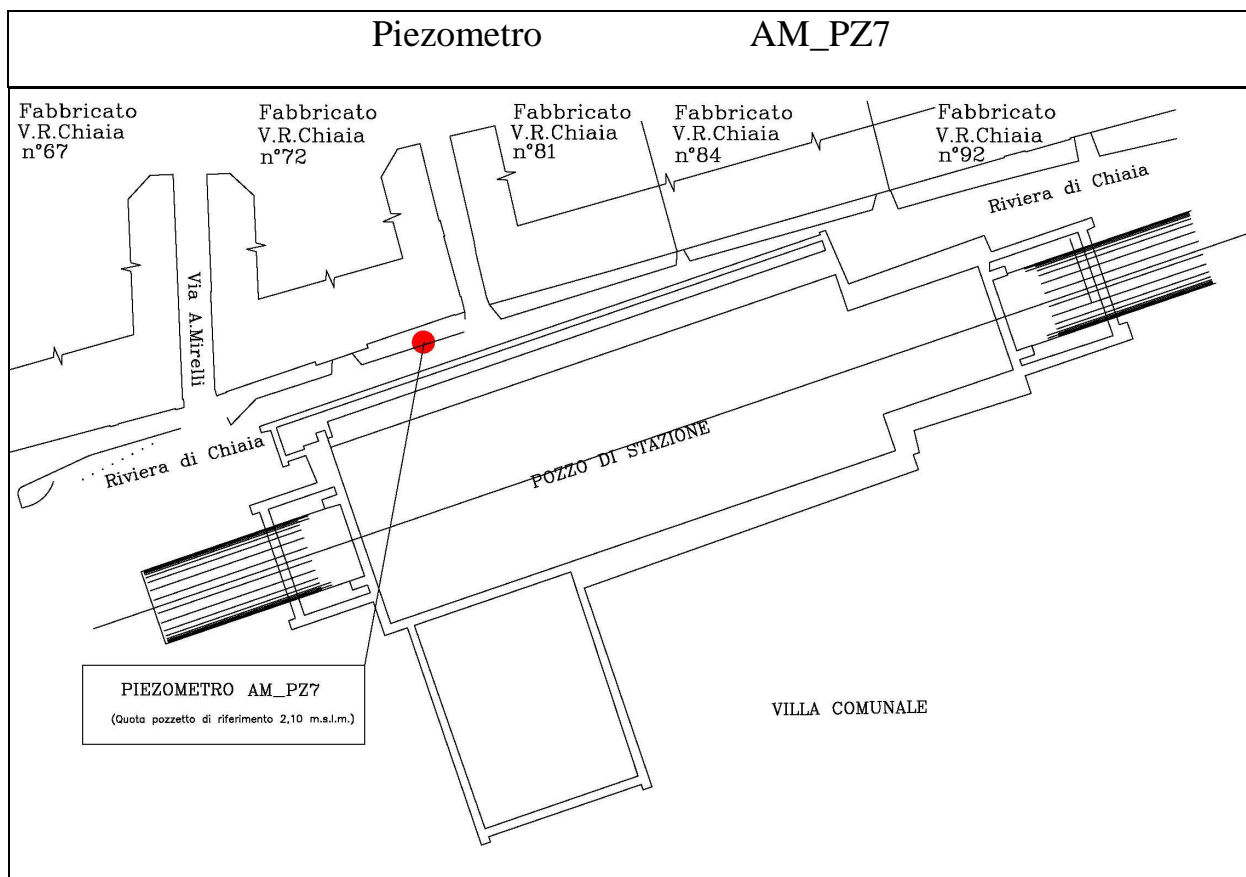 Piezometro AM_PZ7
Fabbricato
V.R.Chiaia
n°67
Fabbricato
V.R.Chiaia
n°72
Fabbricato
V.R.Chiaia
n°81
Fabbricato
V.R.Chiaia
n°84
Fabbricato
V.R.Chiaia
n°92
Riviera di Chiaia
Via A.Mirelli
Riviera di Chiaia
POZZO DI STAZIONE
PIEZOMETRO AM_PZ7
(Quota pozzetto di riferimento 2,10 m.s.l.m.)
VILLA COMUNALE